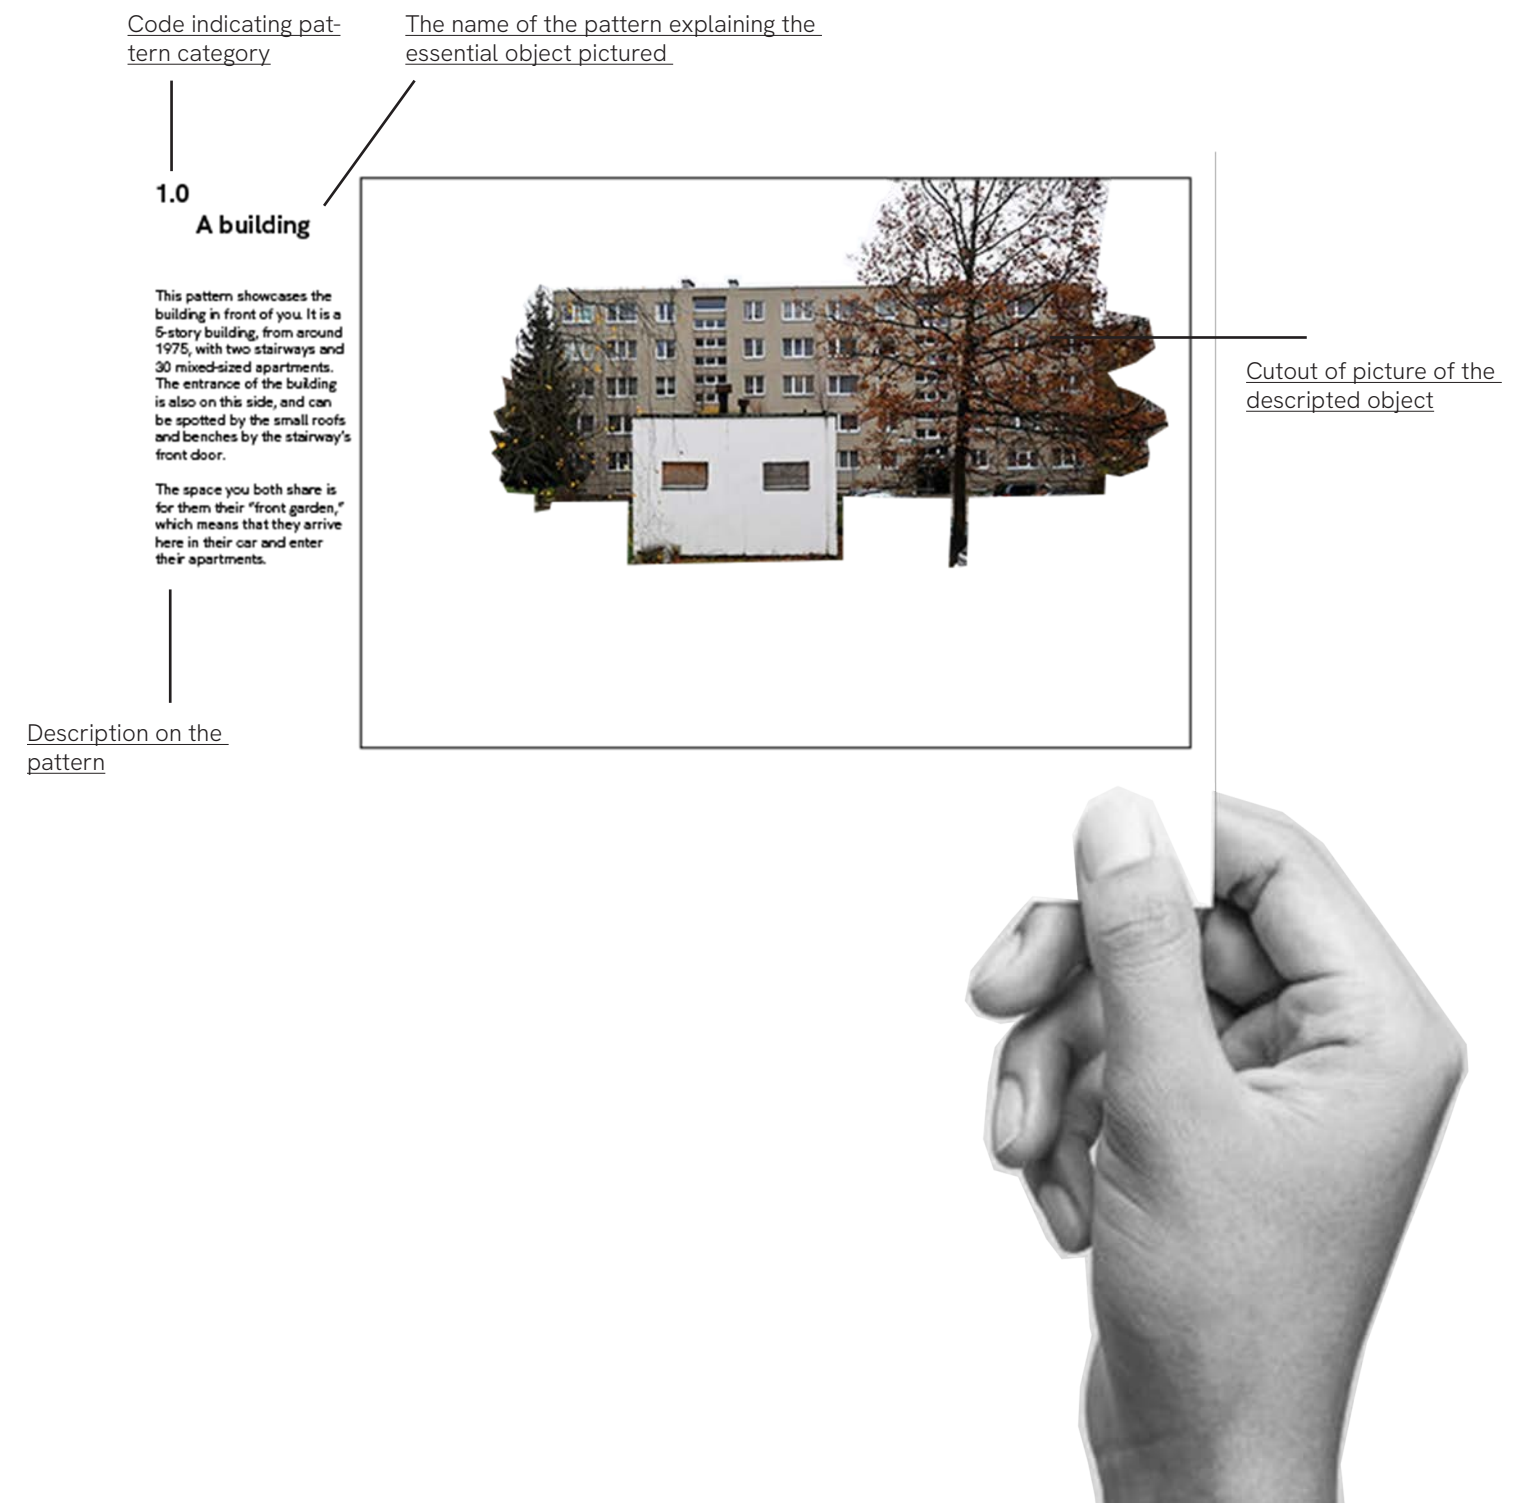 Code indicating pat-
tern category
The name of the pattern explaining the
essential object pictured
1.0
A building
This pattern showcases the
building in front of you. It is a
5-story building, from around
1975, with two stairways and
30 mixed-sized apartments.
The entrance of the building
is also on this side, and can
be spotted by the small roofs
and benches by the stairway's
front door.
The space you both share is
for them their "front garden,"
which means that they arrive
here in their car and enter
their apartments.
Cutout of picture of the
descripted object
Description on the
pattern